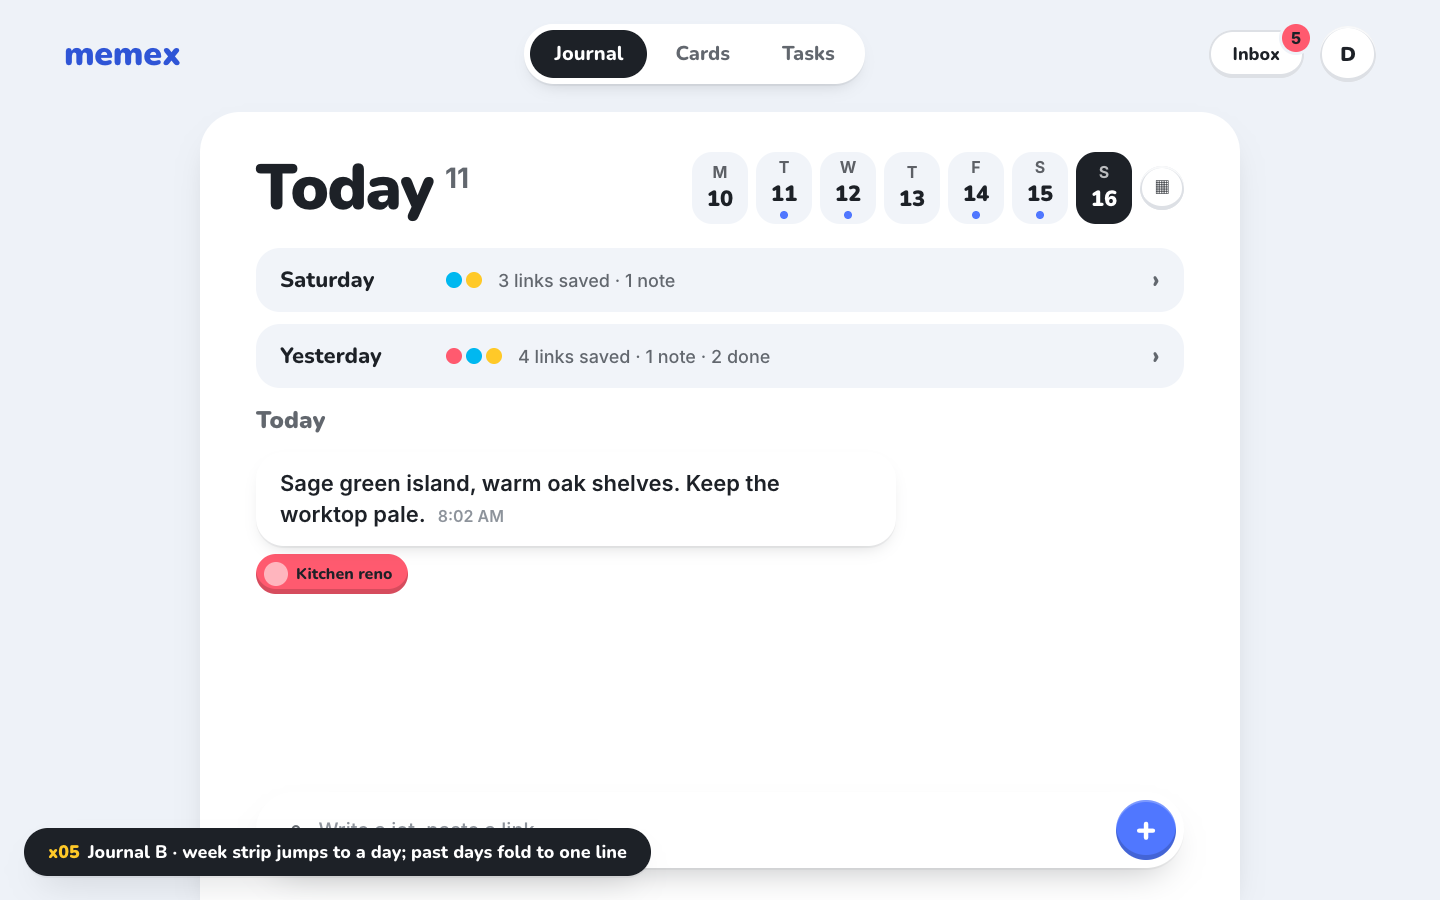 memex
Journal
Cards
Tasks
Inbox
5
D
Today 11
M
10
T
11
W
12
T
13
F
14
S
15
S
16
Saturday
3 links saved · 1 note
›
Yesterday
4 links saved · 1 note · 2 done
›
Today
Sage green island, warm oak shelves. Keep the
worktop pale. 8:02 AM
Kitchen reno
+
x05 Journal B · week strip jumps to a day; past days fold to one line